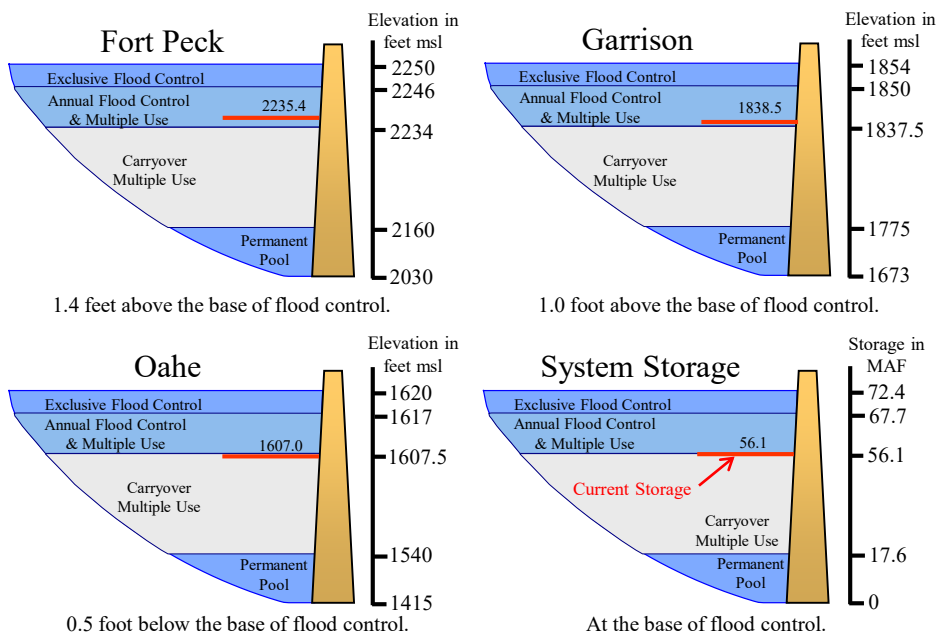 Fort Peck
Elevation in
feet msl
2250
2246
2234
2160
2030
Exclusive Flood Control
Annual Flood Control
& Multiple Use
2235.4
Carryover
Multiple Use
Permanent
Pool
1.4 feet above the base of flood control.
Garrison
Elevation in
feet msl
1854
1850
1837.5
1775
1673
Exclusive Flood Control
Annual Flood Control
& Multiple Use
1838.5
Carryover
Multiple Use
Permanent
Pool
1.0 foot above the base of flood control.
Oahe
Elevation in
feet msl
1620
1617
1607.5
1540
1415
Exclusive Flood Control
Annual Flood Control
& Multiple Use
1607.0
Carryover
Multiple Use
Permanent
Pool
0.5 foot below the base of flood control.
System Storage
Storage in
MAF
72.4
67.7
56.1
17.6
0
Exclusive Flood Control
Annual Flood Control
& Multiple Use
56.1
Current Storage
Carryover
Multiple Use
Permanent
Pool
At the base of flood control.